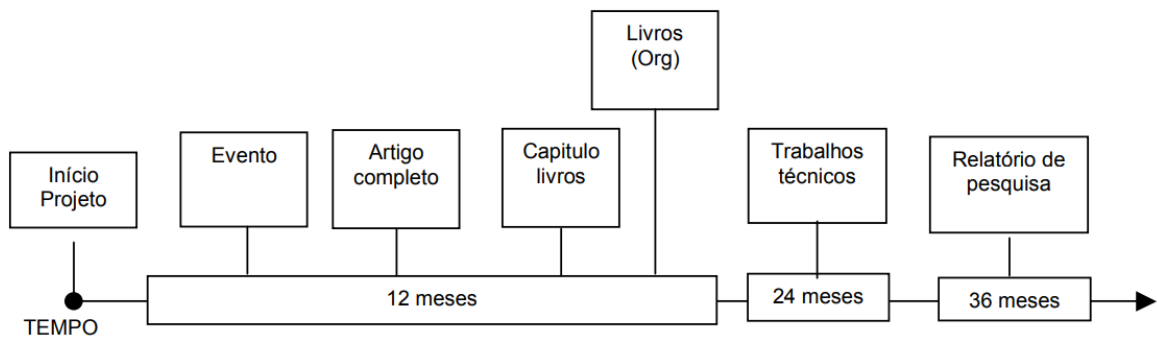 Livros
(Org)
Início
Projeto
Evento
Artigo
completo
Capitulo
livros
Trabalhos
técnicos
Relatório de
pesquisa
12 meses
24 meses
36 meses
TEMPO